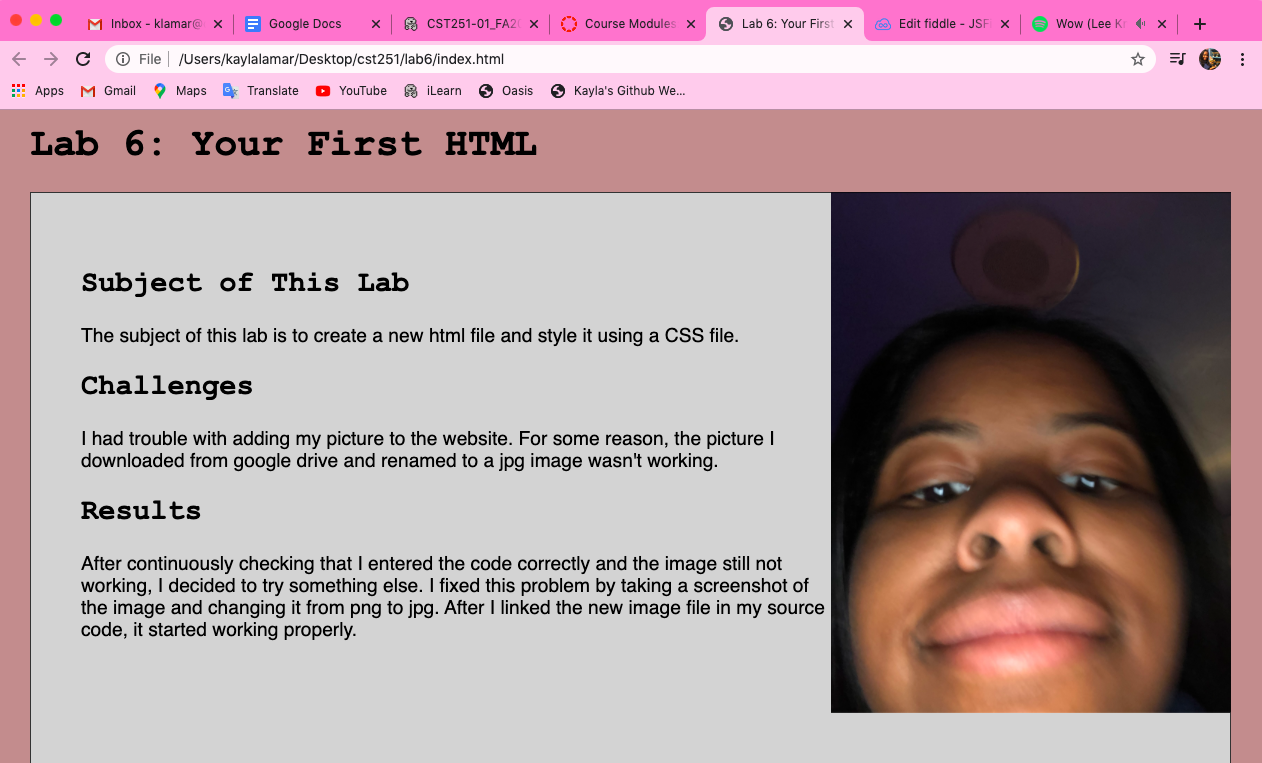 Inbox - klamar@
Google Docs
CST251-01_FA20
Course Modules
Lab 6: Your First
Edit fiddle - JSF
Wow (Lee Kr
File
/Users/kaylalamar/Desktop/cst251/lab6/index.html
Apps
Gmail
Maps
Translate
YouTube
iLearn
Oasis
Kayla's Github We...
Lab 6: Your First HTML
Subject of This Lab
The subject of this lab is to create a new html file and style it using a CSS file.
Challenges
I had trouble with adding my picture to the website. For some reason, the picture I
downloaded from google drive and renamed to a jpg image wasn't working.
Results
After continuously checking that I entered the code correctly and the image still not
working, I decided to try something else. I fixed this problem by taking a screenshot of
the image and changing it from png to jpg. After I linked the new image file in my source
code, it started working properly.